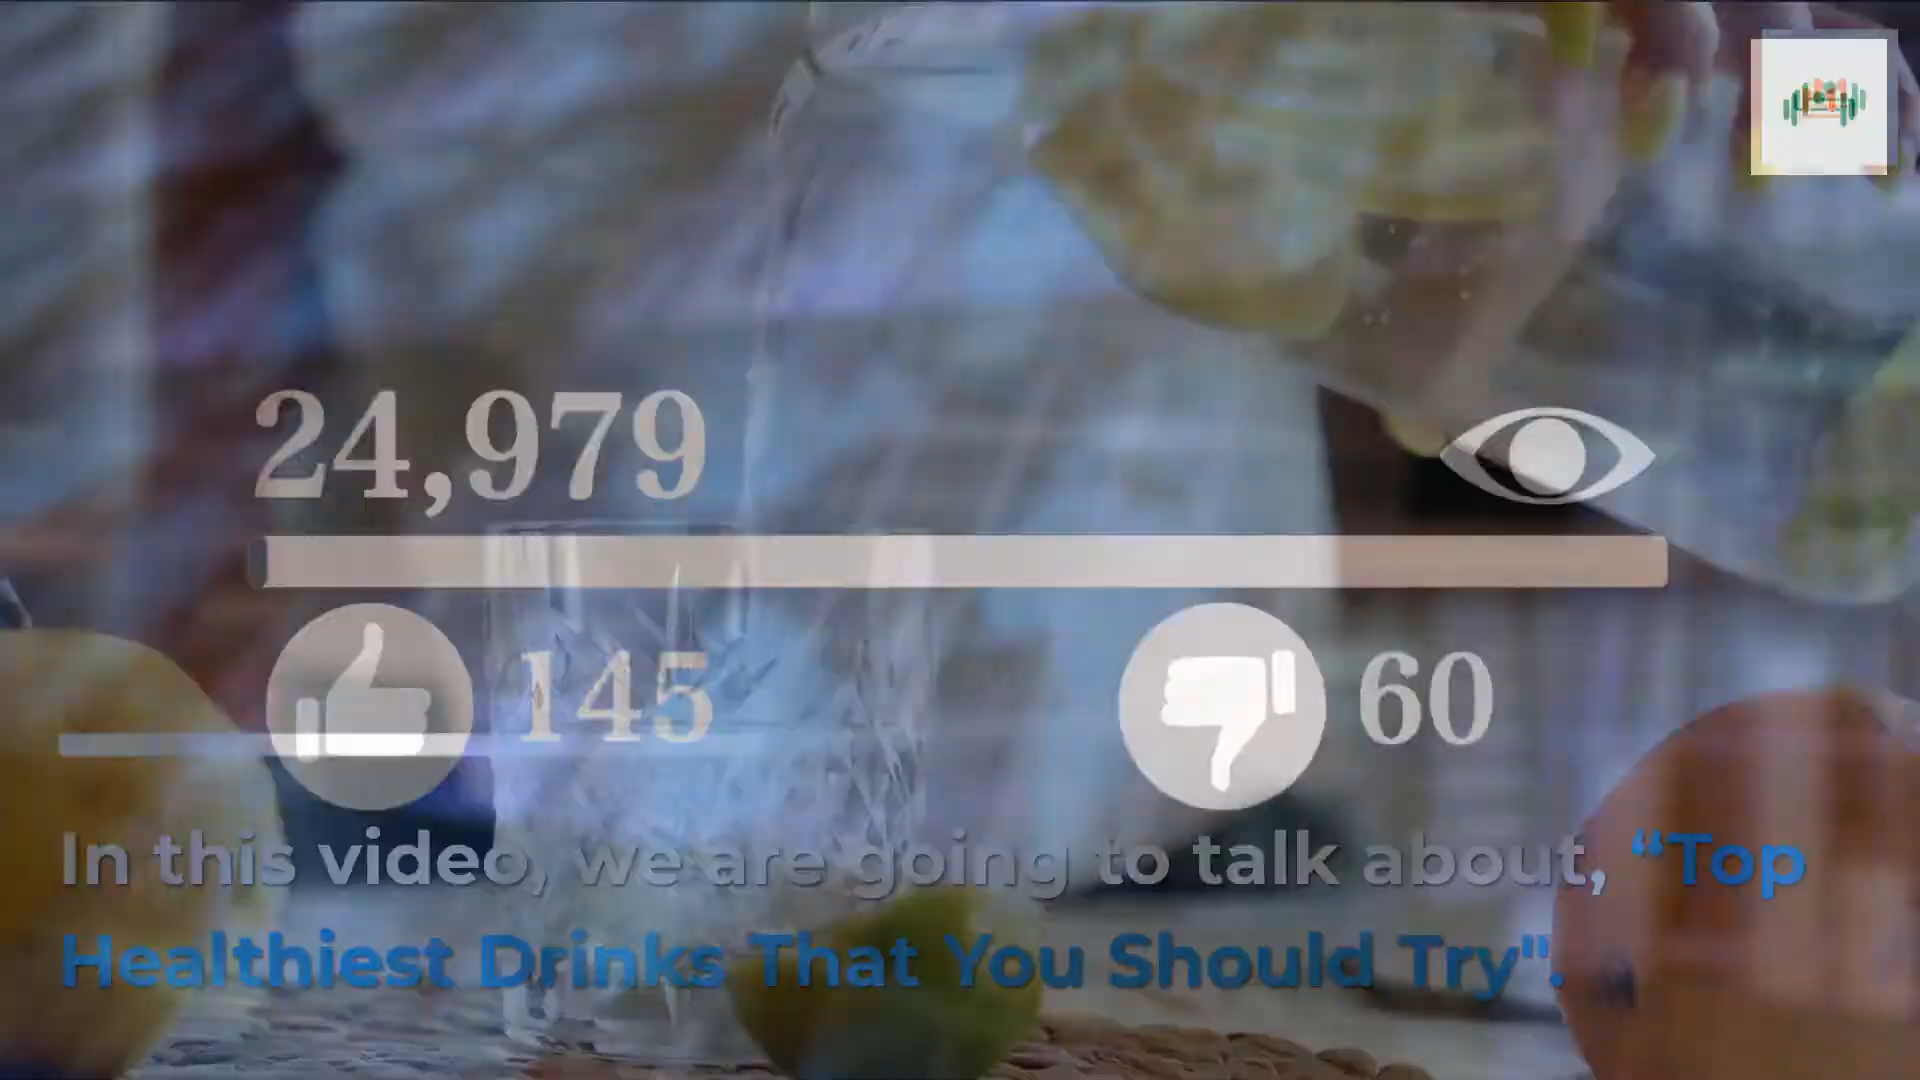 24,979
145 60
In this video, we are going to talk about, “Top
Healthiest Drinks That You Should Try".